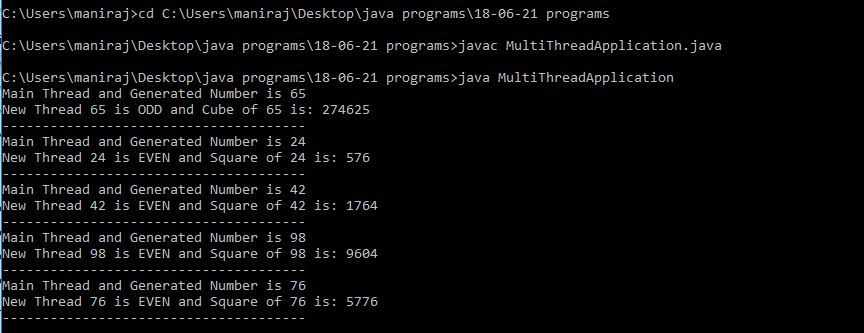 C:\Users\maniraj>cd C:\Users\maniraj\Desktop\java programs\18-06-21 programs
C:\Users\maniraj\Desktop\java programs\18-06-21 programs>javac MultiThreadApplication.java
C:\Users\maniraj\Desktop\java programs\18-06-21 programs>java MultiThreadApplication
Main Thread and Generated Number is 65
New Thread 65 is ODD and Cube of 65 is: 274625
--------------------------------------
Main Thread and Generated Number is 24
New Thread 24 is EVEN and Square of 24 is: 576
--------------------------------------
Main Thread and Generated Number is 42
New Thread 42 is EVEN and Square of 42 is: 1764
--------------------------------------
Main Thread and Generated Number is 98
New Thread 98 is EVEN and Square of 98 is: 9604
--------------------------------------
Main Thread and Generated Number is 76
New Thread 76 is EVEN and Square of 76 is: 5776
--------------------------------------